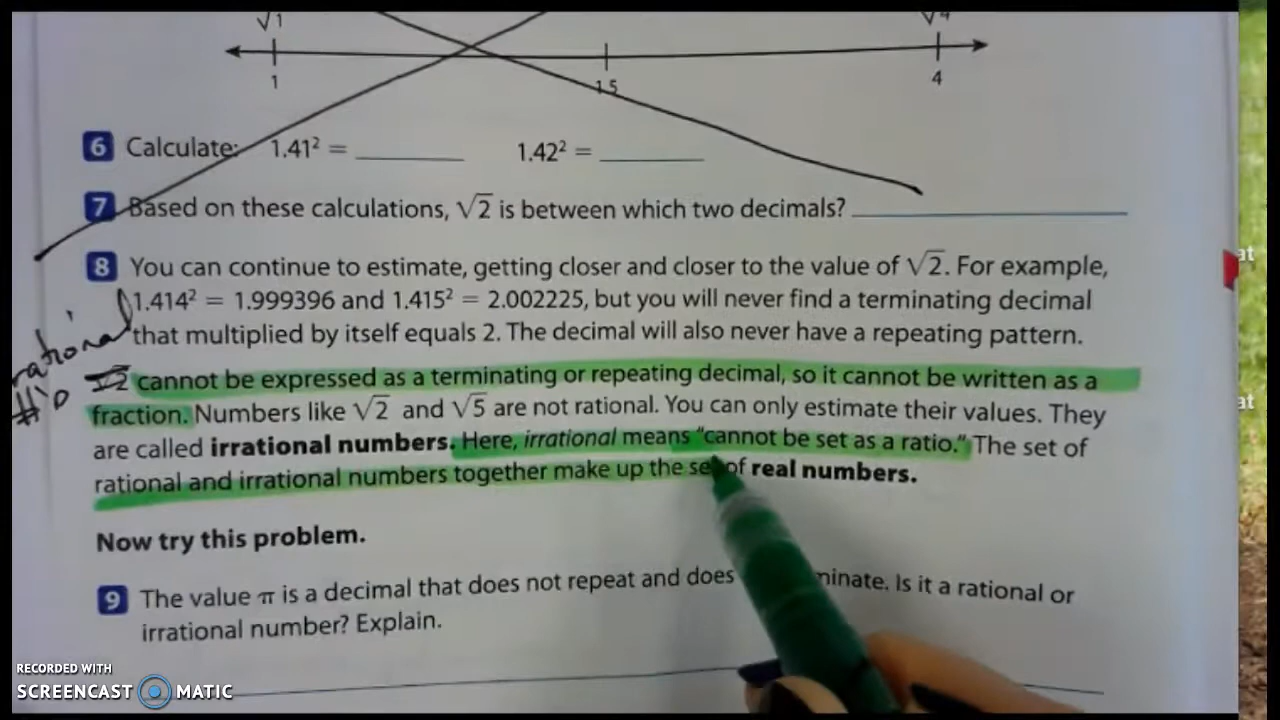 √1
1
1.5
4
6 Calculate: 1.41² = ________ 1.42² = ________
7 Based on these calculations, √2 is between which two decimals? ________
8 You can continue to estimate, getting closer and closer to the value of √2. For example,
1.414² = 1.999396 and 1.415² = 2.002225, but you will never find a terminating decimal
that multiplied by itself equals 2. The decimal will also never have a repeating pattern.
cannot be expressed as a terminating or repeating decimal, so it cannot be written as a
fraction. Numbers like √2 and √5 are not rational. You can only estimate their values. They
are called irrational numbers. Here, irrational means "cannot be set as a ratio." The set of
rational and irrational numbers together make up the set of real numbers.
Now try this problem.
9 The value π is a decimal that does not repeat and does minate. Is it a rational or
irrational number? Explain.
rational
#'s
at
at
RECORDED WITH
SCREENCAST MATIC